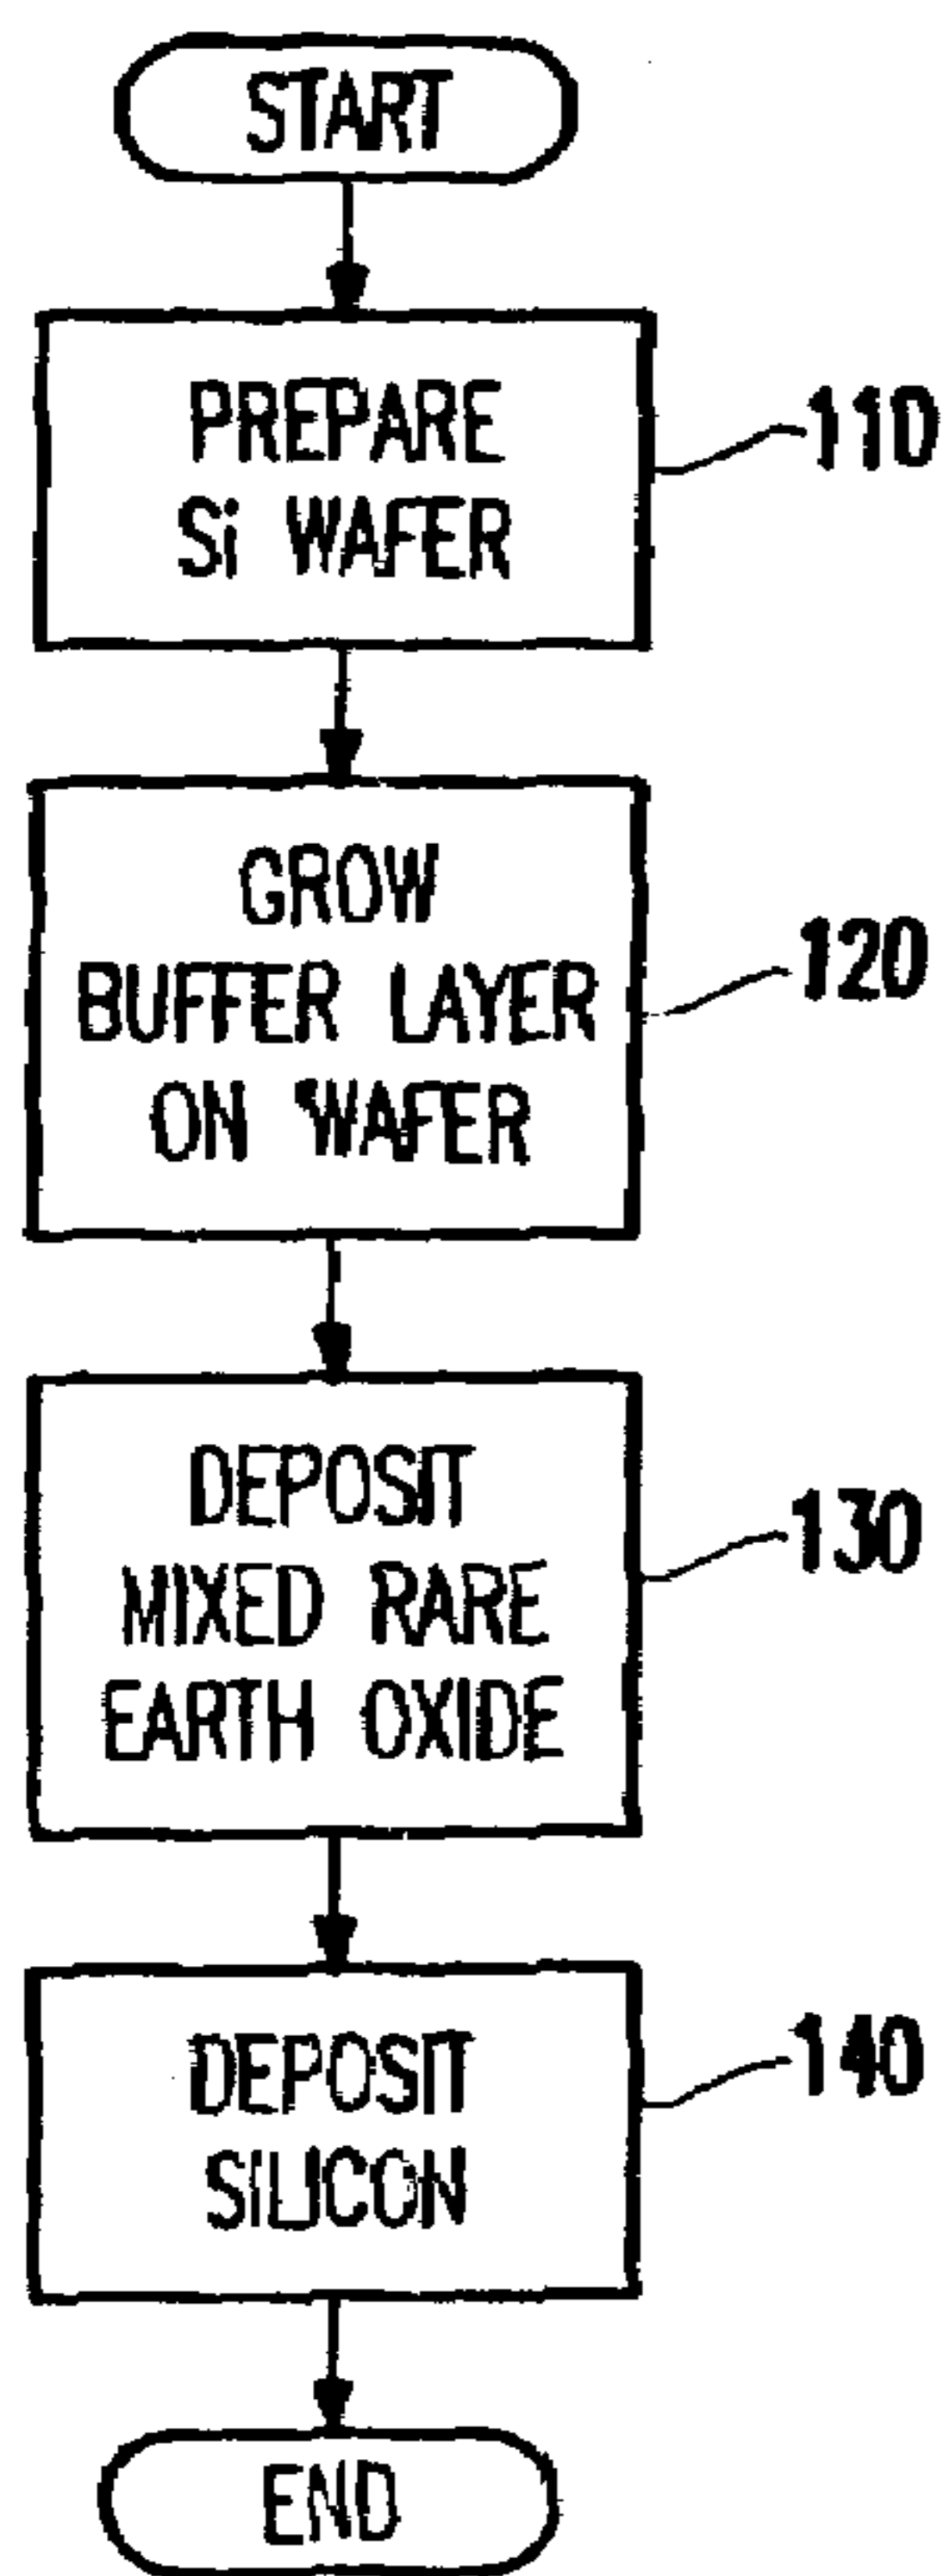 START
PREPARE
Si WAFER
110
GROW
BUFFER LAYER
ON WAFER
120
DEPOSIT
MIXED RARE
EARTH OXIDE
130
DEPOSIT
SILICON
140
END